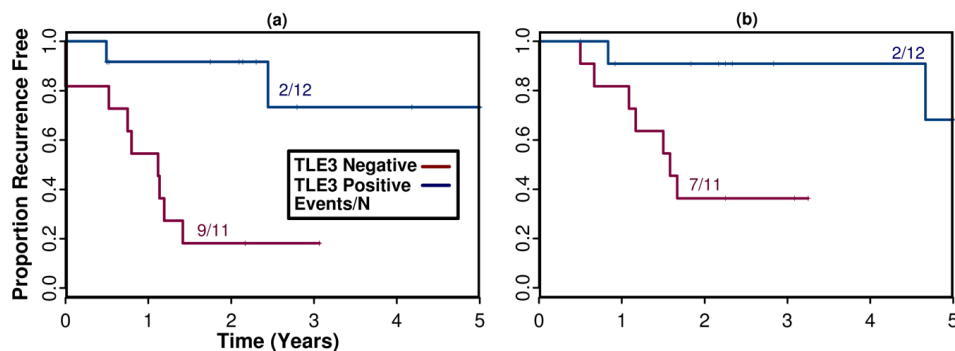 (a)
(b)
Proportion Recurrence Free
1.0
0.8
0.6
0.4
0.2
0.0
2/12
TLE3 Negative
TLE3 Positive
Events/N
9/11
0 1 2 3 4 5
Time (Years)
1.0
0.8
0.6
0.4
0.2
0.0
2/12
7/11
0 1 2 3 4 5